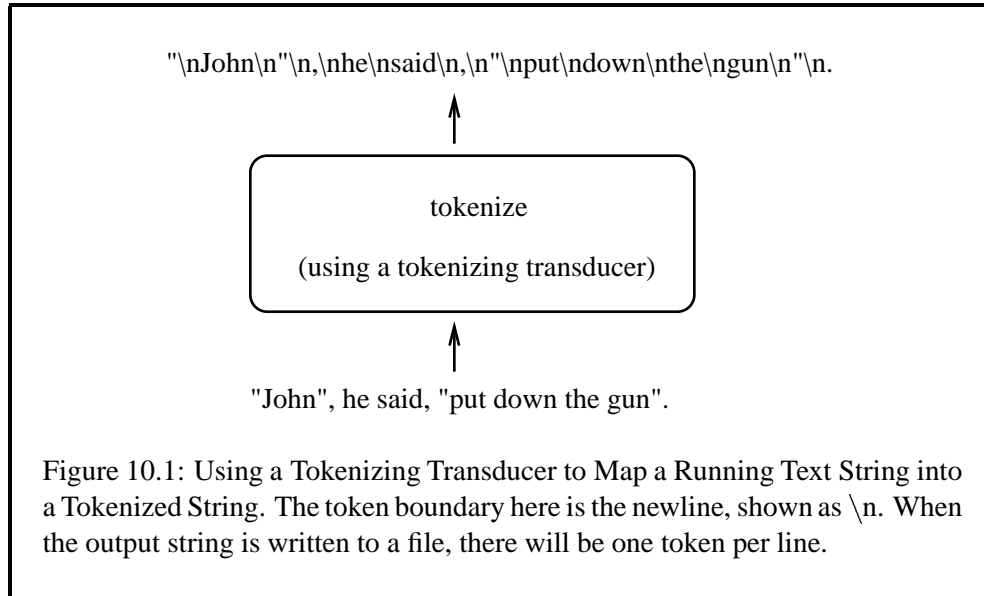 "\nJohn\n"\n,\nhe\nsaid\n,\n"\nput\ndown\nthe\ngun\n"\n.
tokenize
(using a tokenizing transducer)
"John", he said, "put down the gun".
Figure 10.1: Using a Tokenizing Transducer to Map a Running Text String into
a Tokenized String. The token boundary here is the newline, shown as \n. When
the output string is written to a file, there will be one token per line.